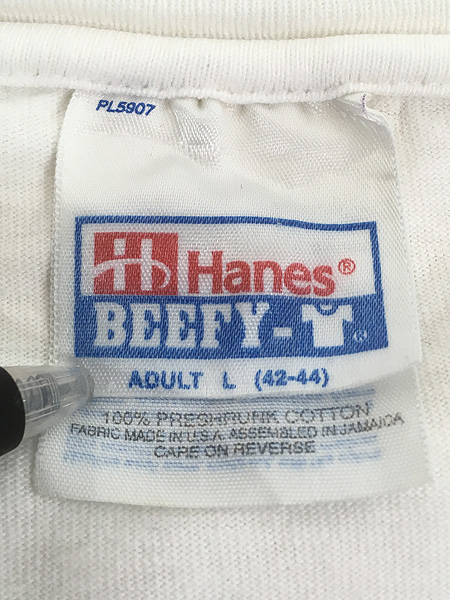 PL5907
H Hanes®
BEEFY-T®
ADULT L (42-44)
100% PRESHRUNK COTTON
FABRIC MADE IN U.S.A. ASSEMBLED IN JAMAICA
CARE ON REVERSE